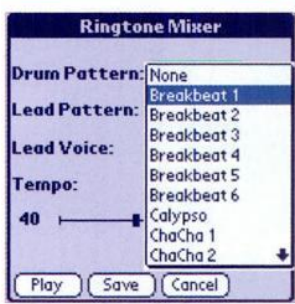 Ringtone Mixer
Drum Pattern:
None
Breakbeat 1
Lead Pattern:
Breakbeat 2
Breakbeat 3
Lead Voice:
Breakbeat 4
Breakbeat 5
Tempo:
Breakbeat 6
40
Calypso
ChaCha 1
ChaCha 2
Play Save Cancel